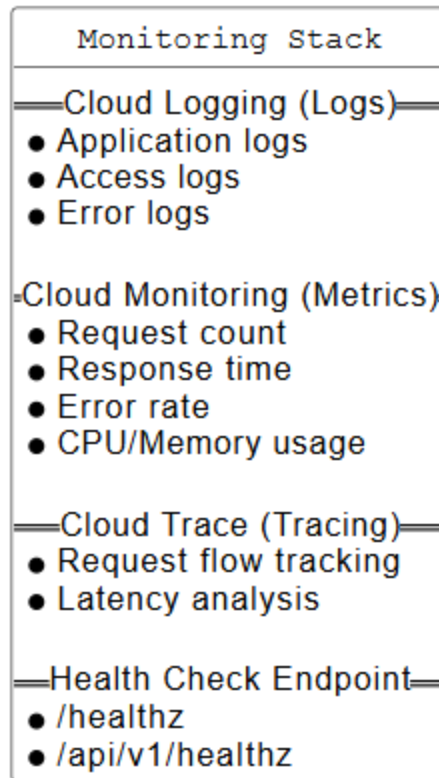 Monitoring Stack
Cloud Logging (Logs)
● Application logs
● Access logs
● Error logs
Cloud Monitoring (Metrics)
● Request count
● Response time
● Error rate
● CPU/Memory usage
Cloud Trace (Tracing)
● Request flow tracking
● Latency analysis
Health Check Endpoint
● /healthz
● /api/v1/healthz